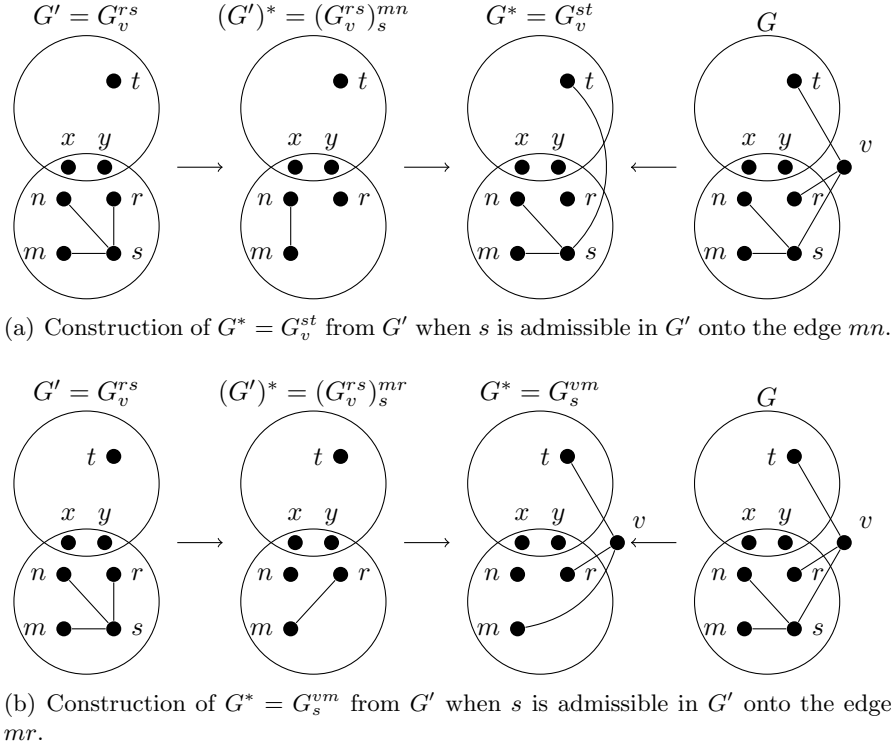 G′ = G_v^{rs} (G′)* = (G_v^{rs})_s^{mn} G* = G_v^{st} G
t t t t
x y x y x y x y v
n r n r n r n r
m s m m s m s
(a) Construction of G* = G_v^{st} from G′ when s is admissible in G′ onto the edge mn.
G′ = G_v^{rs} (G′)* = (G_v^{rs})_s^{mr} G* = G_s^{vm} G
t t t t
x y x y x y v x y v
n r n r n r n r
m s m m m s
(b) Construction of G* = G_s^{vm} from G′ when s is admissible in G′ onto the edge
mr.